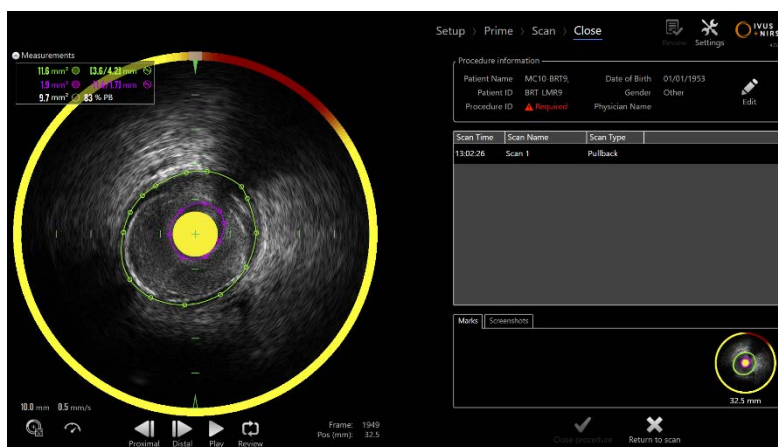 Setup > Prime > Scan > Close
Review
Settings
IVUS +NIRS
Measurements
11.6 mm² [3.6/4.2] mm
1.9 mm² mm
9.7 mm² 83 % PB
Procedure information
Patient Name MC10-BRT9, Date of Birth 01/01/1953
Patient ID BRT-LMR9 Gender Other
Procedure ID Required Physician Name
Edit
Scan Time Scan Name Scan Type
13:02:26 Scan 1 Pullback
Marks Screenshots
32.5 mm
10.0 mm 0.5 mm/s
Proximal Distal Play Review
Frame: 1949
Pos (mm): 32.5
Close procedure Return to scan